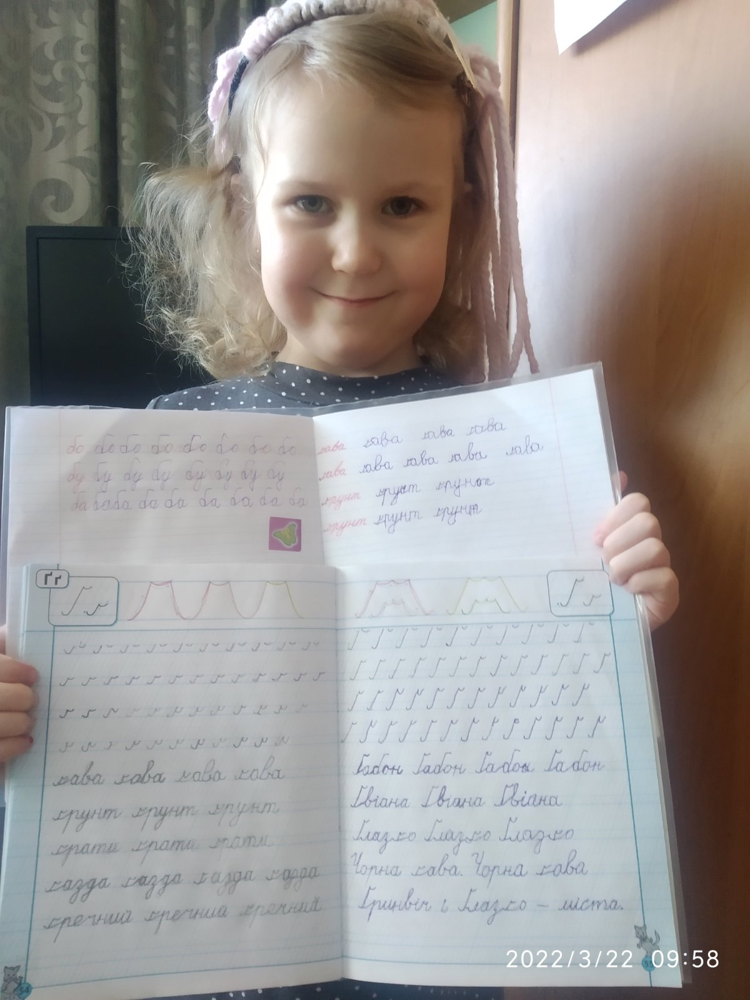 бо бо бо бо бо бо бо бо
бу бу бу бу бу бу бу бу
ба ба ба ба ба ба ба ба ба
ґава ґава ґава ґава
ґава ґава ґава ґава ґава
ґрунт ґрунт
ґрунт ґрунт ґрунт
Ґґ
Ґ ґ
ґ ґ ґ ґ ґ ґ ґ ґ ґ ґ ґ ґ ґ
ґ ґ ґ ґ ґ ґ ґ ґ ґ ґ ґ ґ
ґ ґ ґ ґ ґ ґ ґ ґ ґ ґ ґ
ґава ґава ґава ґава
ґрунт ґрунт ґрунт
ґрати ґрати ґрати
ґазда ґазда ґазда ґазда
ґречний ґречний ґречний
54
Ґ ґ
Ґ Ґ Ґ Ґ Ґ Ґ Ґ Ґ Ґ Ґ Ґ Ґ Ґ
Ґ Ґ Ґ Ґ Ґ Ґ Ґ Ґ Ґ Ґ Ґ Ґ
Ґ Ґ Ґ Ґ Ґ Ґ Ґ Ґ Ґ Ґ Ґ Ґ Ґ
Ґабон Ґабон Ґабон Ґабон
Ґвіана Ґвіана Ґвіана
Ґлазґо Ґлазґо Ґлазґо
Чорна ґава. Чорна ґава
Ґринвіч і Ґлазґо – міста.
2022/3/22 09:58